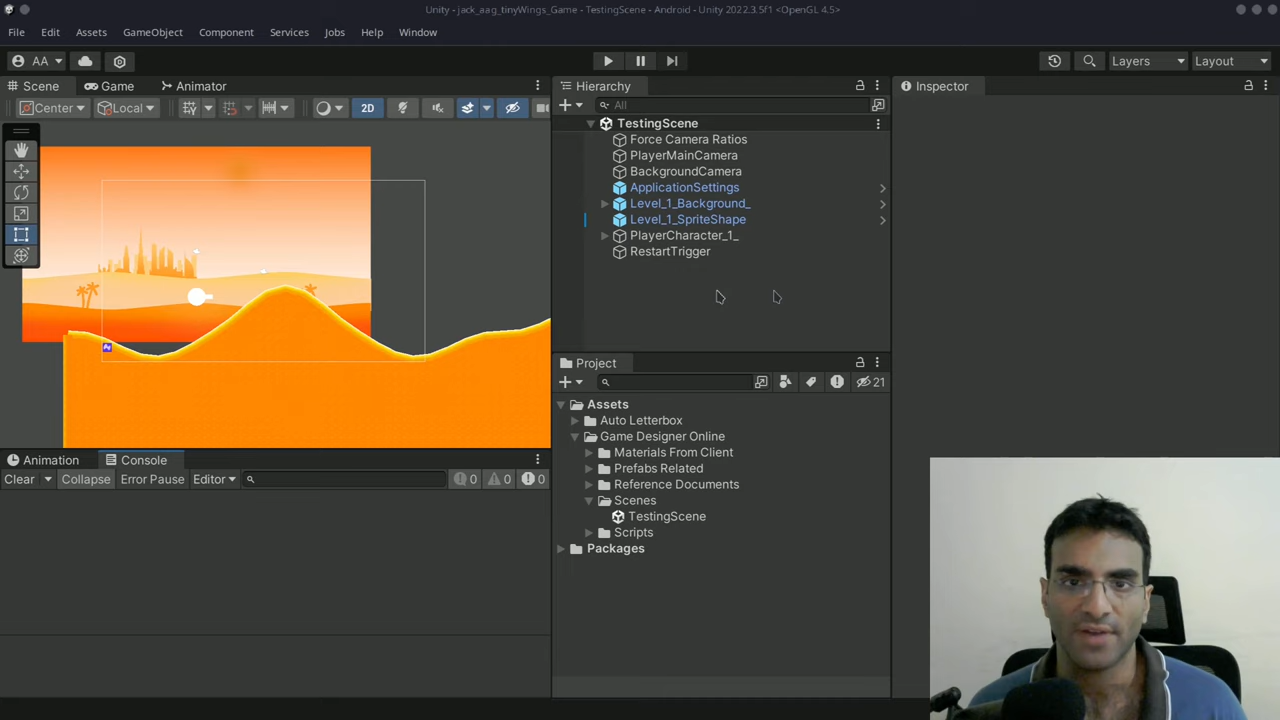 Unity - jack_aag_tinyWings_Game - TestingScene - Android - Unity 2022.3.5f1 <OpenGL 4.5>
File Edit Assets GameObject Component Services Jobs Help Window
AA Layers Layout
Scene Game Animator
Center Local 2D
Hierarchy
All
TestingScene
Force Camera Ratios
PlayerMainCamera
BackgroundCamera
ApplicationSettings
Level_1_Background_
Level_1_SpriteShape
PlayerCharacter_1_
RestartTrigger
Inspector
Project
21
Assets
Auto Letterbox
Game Designer Online
Materials From Client
Prefabs Related
Reference Documents
Scenes
TestingScene
Scripts
Packages
Animation Console
Clear Collapse Error Pause Editor 0 0 0